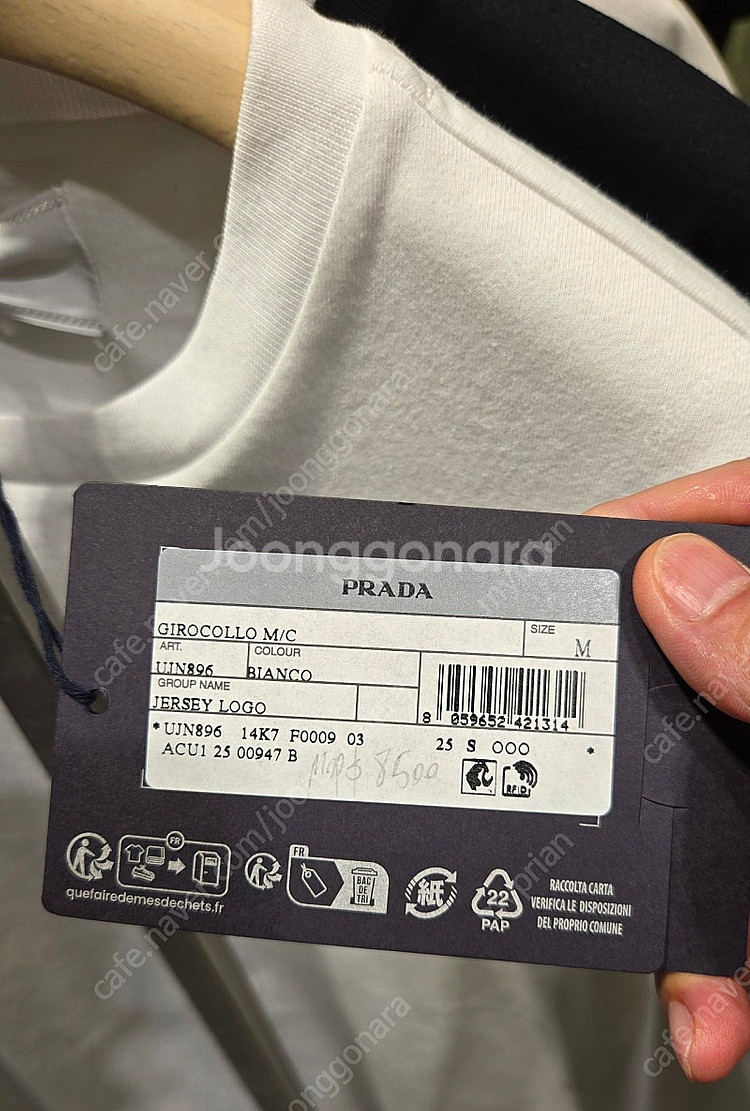 Joonggonara
PRADA
GIROCOLLO M/C
SIZE
M
ART.
UJN896
COLOUR
BIANCO
GROUP NAME
JERSEY LOGO
8 059652 421314
*UJN896 14K7 F0009 03 25 S OOO *
ACU1 25 00947 B
8500
RFID
FR
quefairedemesdechets.fr
FR
BAC DE TRI
紙
22
PAP
RACCOLTA CARTA
VERIFICA LE DISPOSIZIONI
DEL PROPRIO COMUNE